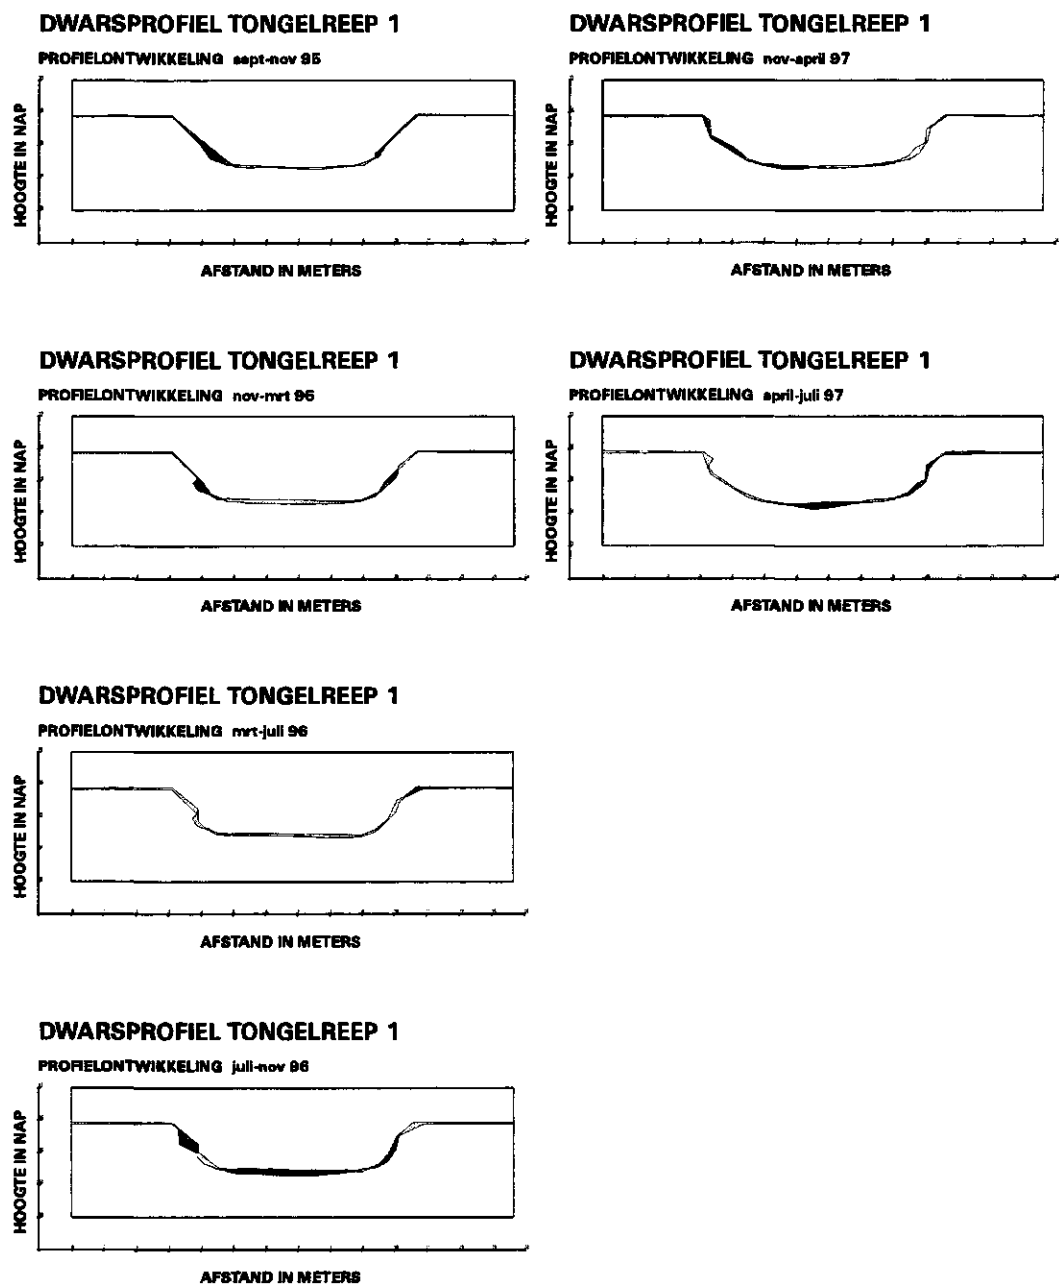 DWARSPROFIEL TONGELREEP 1
PROFIELONTWIKKELING sept-nov 95
HOOGTE IN NAP
AFSTAND IN METERS
DWARSPROFIEL TONGELREEP 1
PROFIELONTWIKKELING nov-april 97
HOOGTE IN NAP
AFSTAND IN METERS
DWARSPROFIEL TONGELREEP 1
PROFIELONTWIKKELING nov-mrt 96
HOOGTE IN NAP
AFSTAND IN METERS
DWARSPROFIEL TONGELREEP 1
PROFIELONTWIKKELING april-juli 97
HOOGTE IN NAP
AFSTAND IN METERS
DWARSPROFIEL TONGELREEP 1
PROFIELONTWIKKELING mrt-juli 96
HOOGTE IN NAP
AFSTAND IN METERS
DWARSPROFIEL TONGELREEP 1
PROFIELONTWIKKELING juli-nov 96
HOOGTE IN NAP
AFSTAND IN METERS